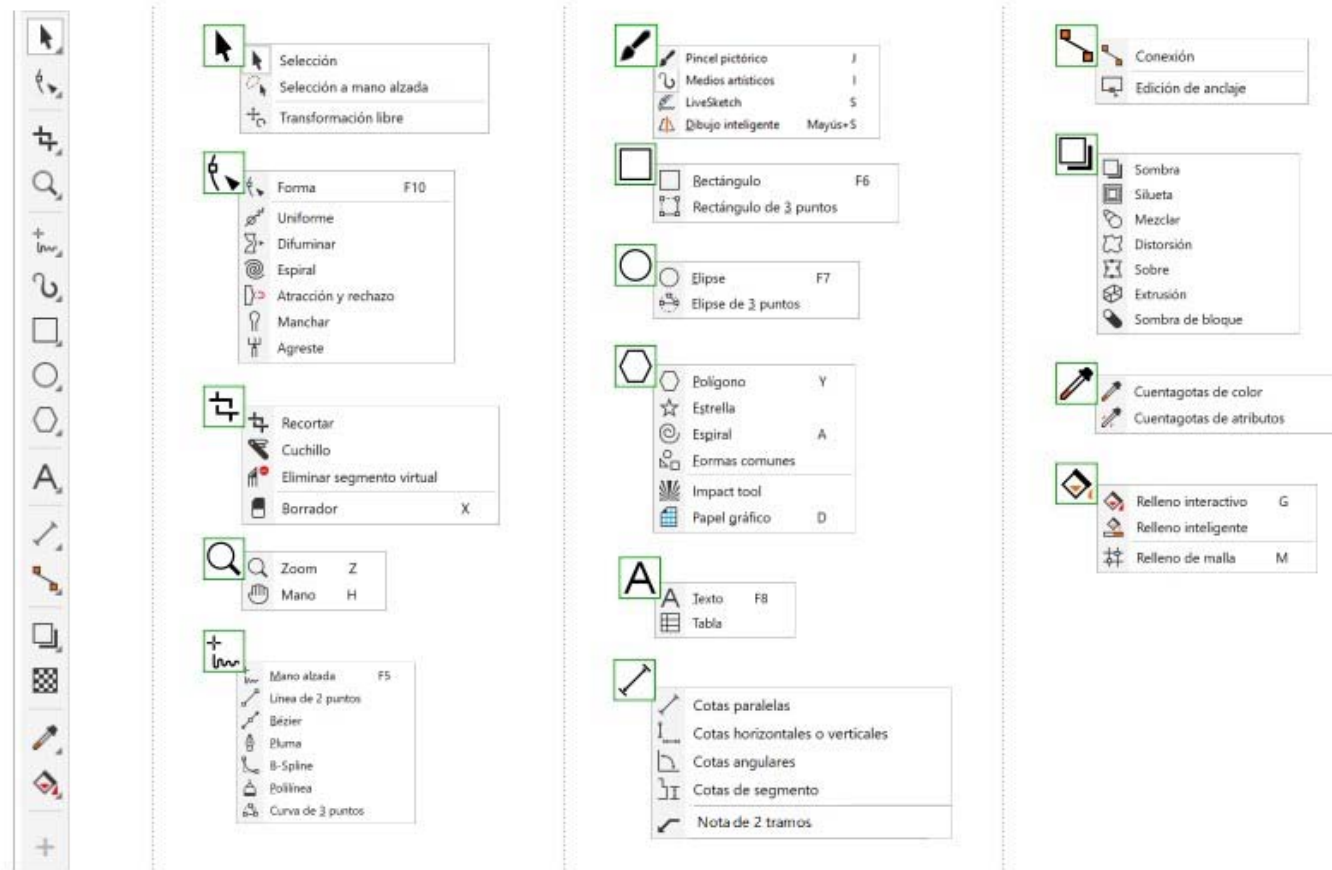 Selección
Selección a mano alzada
Transformación libre
Forma F10
Uniforme
Difuminar
Espiral
Atracción y rechazo
Manchar
Agreste
Recortar
Cuchillo
Eliminar segmento virtual
Borrador X
Zoom Z
Mano H
Mano alzada F5
Línea de 2 puntos
Bézier
Pluma
B-Spline
Polilínea
Curva de 3 puntos
Pincel pictórico J
Medios artísticos I
LiveSketch S
Dibujo inteligente Mayús+S
Rectángulo F6
Rectángulo de 3 puntos
Elipse F7
Elipse de 3 puntos
Polígono Y
Estrella
Espiral A
Formas comunes
Impact tool
Papel gráfico D
A
Texto F8
Tabla
Cotas paralelas
Cotas horizontales o verticales
Cotas angulares
Cotas de segmento
Nota de 2 tramos
Conexión
Edición de anclaje
Sombra
Silueta
Mezclar
Distorsión
Sobre
Extrusión
Sombra de bloque
Cuentagotas de color
Cuentagotas de atributos
Relleno interactivo G
Relleno inteligente
Relleno de malla M